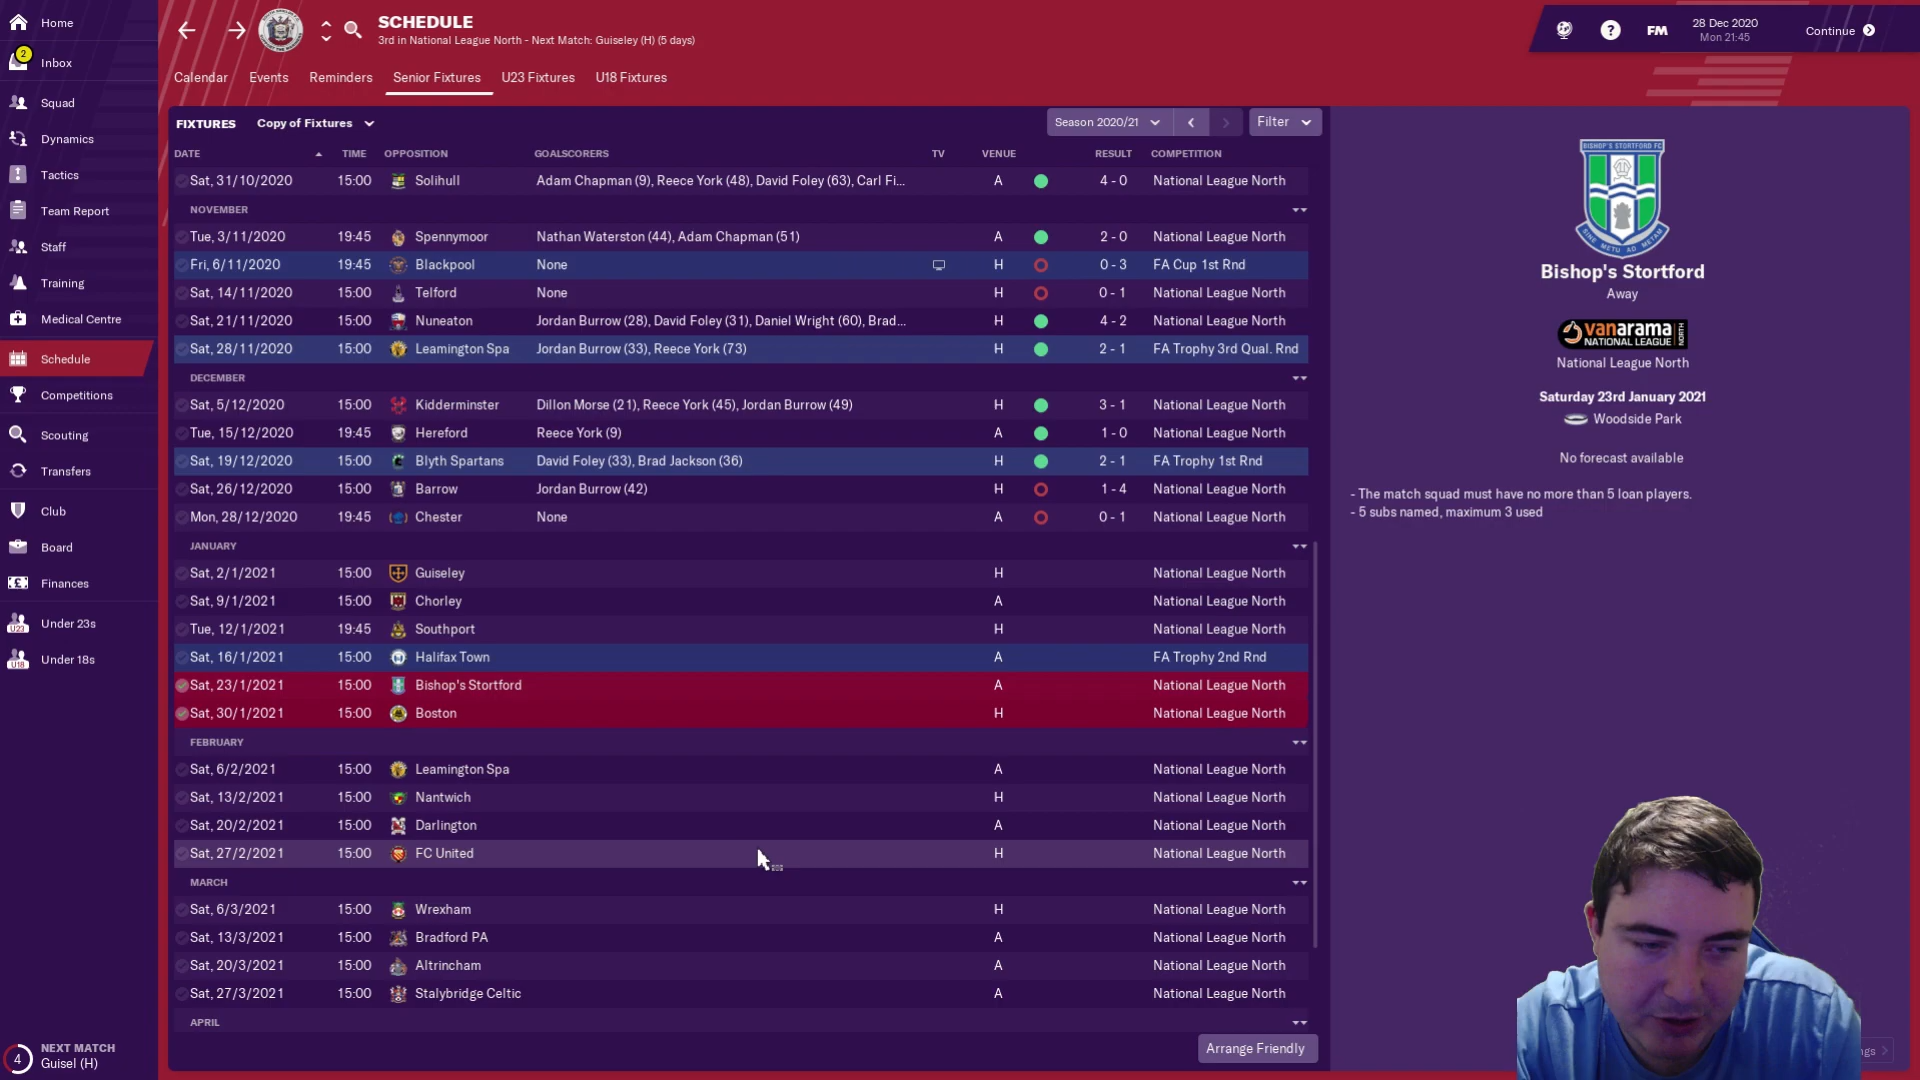 Home
2
Inbox
Squad
Dynamics
Tactics
Team Report
Staff
Training
Medical Centre
Schedule
Competitions
Scouting
Transfers
Club
Board
Finances
U23 Under 23s
U18 Under 18s
4
NEXT MATCH
Guisel (H)
SCHEDULE
3rd in National League North - Next Match: Guiseley (H) (5 days)
?
FM
28 Dec 2020
Mon 21:45
Continue
Calendar Events Reminders Senior Fixtures U23 Fixtures U18 Fixtures
FIXTURES Copy of Fixtures Season 2020/21 Filter
DATE TIME OPPOSITION GOALSCORERS TV VENUE RESULT COMPETITION
Sat, 31/10/2020 15:00 Solihull Adam Chapman (9), Reece York (48), David Foley (63), Carl Fi... A 4 - 0 National League North
NOVEMBER
Tue, 3/11/2020 19:45 Spennymoor Nathan Waterston (44), Adam Chapman (51) A 2 - 0 National League North
Fri, 6/11/2020 19:45 Blackpool None H 0 - 3 FA Cup 1st Rnd
Sat, 14/11/2020 15:00 Telford None H 0 - 1 National League North
Sat, 21/11/2020 15:00 Nuneaton Jordan Burrow (28), David Foley (31), Daniel Wright (60), Brad... H 4 - 2 National League North
Sat, 28/11/2020 15:00 Leamington Spa Jordan Burrow (33), Reece York (73) H 2 - 1 FA Trophy 3rd Qual. Rnd
DECEMBER
Sat, 5/12/2020 15:00 Kidderminster Dillon Morse (21), Reece York (45), Jordan Burrow (49) H 3 - 1 National League North
Tue, 15/12/2020 19:45 Hereford Reece York (9) A 1 - 0 National League North
Sat, 19/12/2020 15:00 Blyth Spartans David Foley (33), Brad Jackson (36) H 2 - 1 FA Trophy 1st Rnd
Sat, 26/12/2020 15:00 Barrow Jordan Burrow (42) H 1 - 4 National League North
Mon, 28/12/2020 19:45 Chester None A 0 - 1 National League North
JANUARY
Sat, 2/1/2021 15:00 Guiseley H National League North
Sat, 9/1/2021 15:00 Chorley A National League North
Tue, 12/1/2021 19:45 Southport H National League North
Sat, 16/1/2021 15:00 Halifax Town A FA Trophy 2nd Rnd
Sat, 23/1/2021 15:00 Bishop's Stortford A National League North
Sat, 30/1/2021 15:00 Boston H National League North
FEBRUARY
Sat, 6/2/2021 15:00 Leamington Spa A National League North
Sat, 13/2/2021 15:00 Nantwich H National League North
Sat, 20/2/2021 15:00 Darlington A National League North
Sat, 27/2/2021 15:00 FC United H National League North
MARCH
Sat, 6/3/2021 15:00 Wrexham H National League North
Sat, 13/3/2021 15:00 Bradford PA A National League North
Sat, 20/3/2021 15:00 Altrincham A National League North
Sat, 27/3/2021 15:00 Stalybridge Celtic A National League North
APRIL
Arrange Friendly
BISHOP'S STORTFORD FC
Bishop's Stortford
Away
vanarama
NATIONAL LEAGUE NORTH
National League North
Saturday 23rd January 2021
Woodside Park
No forecast available
- The match squad must have no more than 5 loan players.
- 5 subs named, maximum 3 used